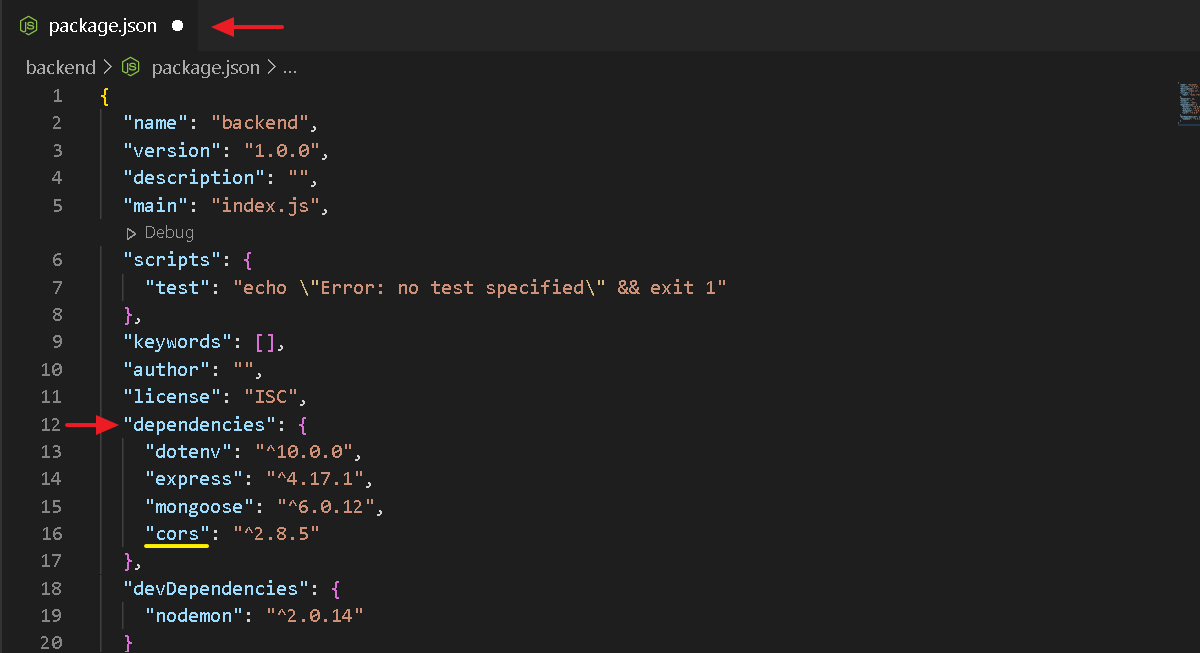 package.json
backend > package.json > ...
1 {
2 "name": "backend",
3 "version": "1.0.0",
4 "description": "",
5 "main": "index.js",
Debug
6 "scripts": {
7 "test": "echo \"Error: no test specified\" && exit 1"
8 },
9 "keywords": [],
10 "author": "",
11 "license": "ISC",
12 "dependencies": {
13 "dotenv": "^10.0.0",
14 "express": "^4.17.1",
15 "mongoose": "^6.0.12",
16 "cors": "^2.8.5"
17 },
18 "devDependencies": {
19 "nodemon": "^2.0.14"
20 }